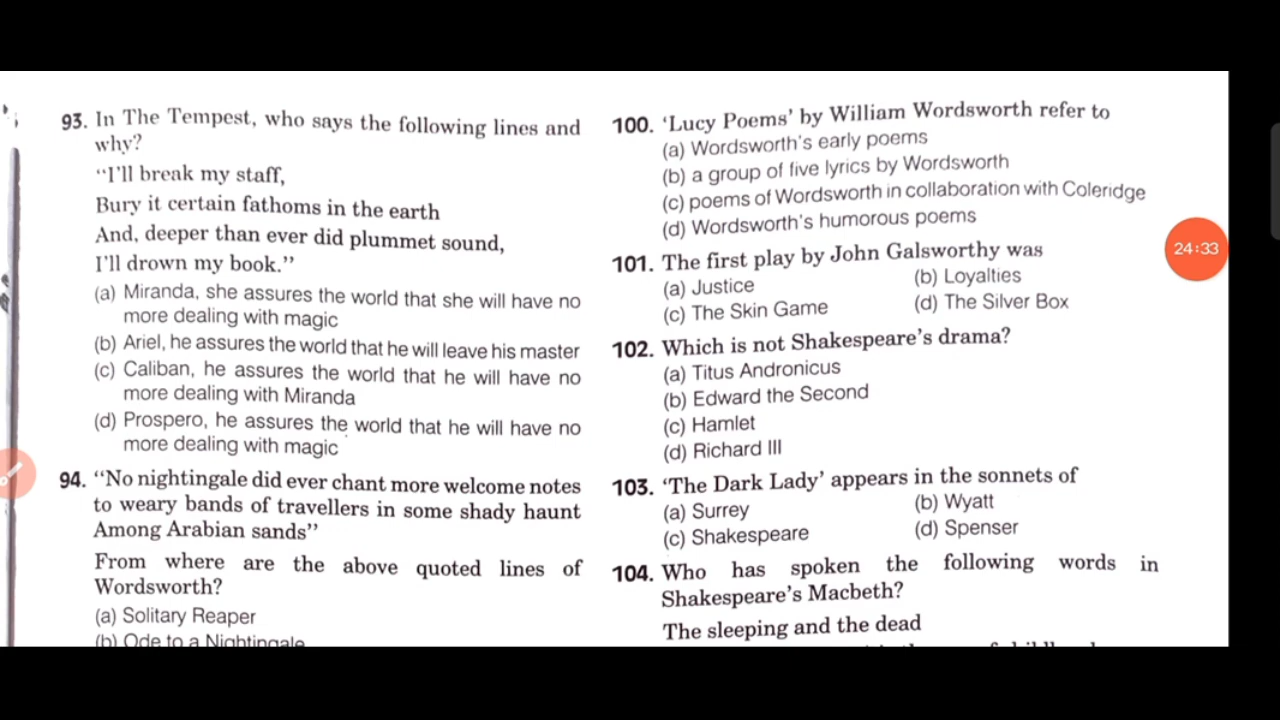 93. In The Tempest, who says the following lines and
why?
"I'll break my staff,
Bury it certain fathoms in the earth
And, deeper than ever did plummet sound,
I'll drown my book."
(a) Miranda, she assures the world that she will have no
more dealing with magic
(b) Ariel, he assures the world that he will leave his master
(c) Caliban, he assures the world that he will have no
more dealing with Miranda
(d) Prospero, he assures the world that he will have no
more dealing with magic
94. "No nightingale did ever chant more welcome notes
to weary bands of travellers in some shady haunt
Among Arabian sands"
From where are the above quoted lines of
Wordsworth?
(a) Solitary Reaper
(b) Ode to a Nightingale
100. 'Lucy Poems' by William Wordsworth refer to
(a) Wordsworth's early poems
(b) a group of five lyrics by Wordsworth
(c) poems of Wordsworth in collaboration with Coleridge
(d) Wordsworth's humorous poems
101. The first play by John Galsworthy was
(a) Justice (b) Loyalties
(c) The Skin Game (d) The Silver Box
102. Which is not Shakespeare's drama?
(a) Titus Andronicus
(b) Edward the Second
(c) Hamlet
(d) Richard III
103. 'The Dark Lady' appears in the sonnets of
(a) Surrey (b) Wyatt
(c) Shakespeare (d) Spenser
104. Who has spoken the following words in
Shakespeare's Macbeth?
The sleeping and the dead
24:33